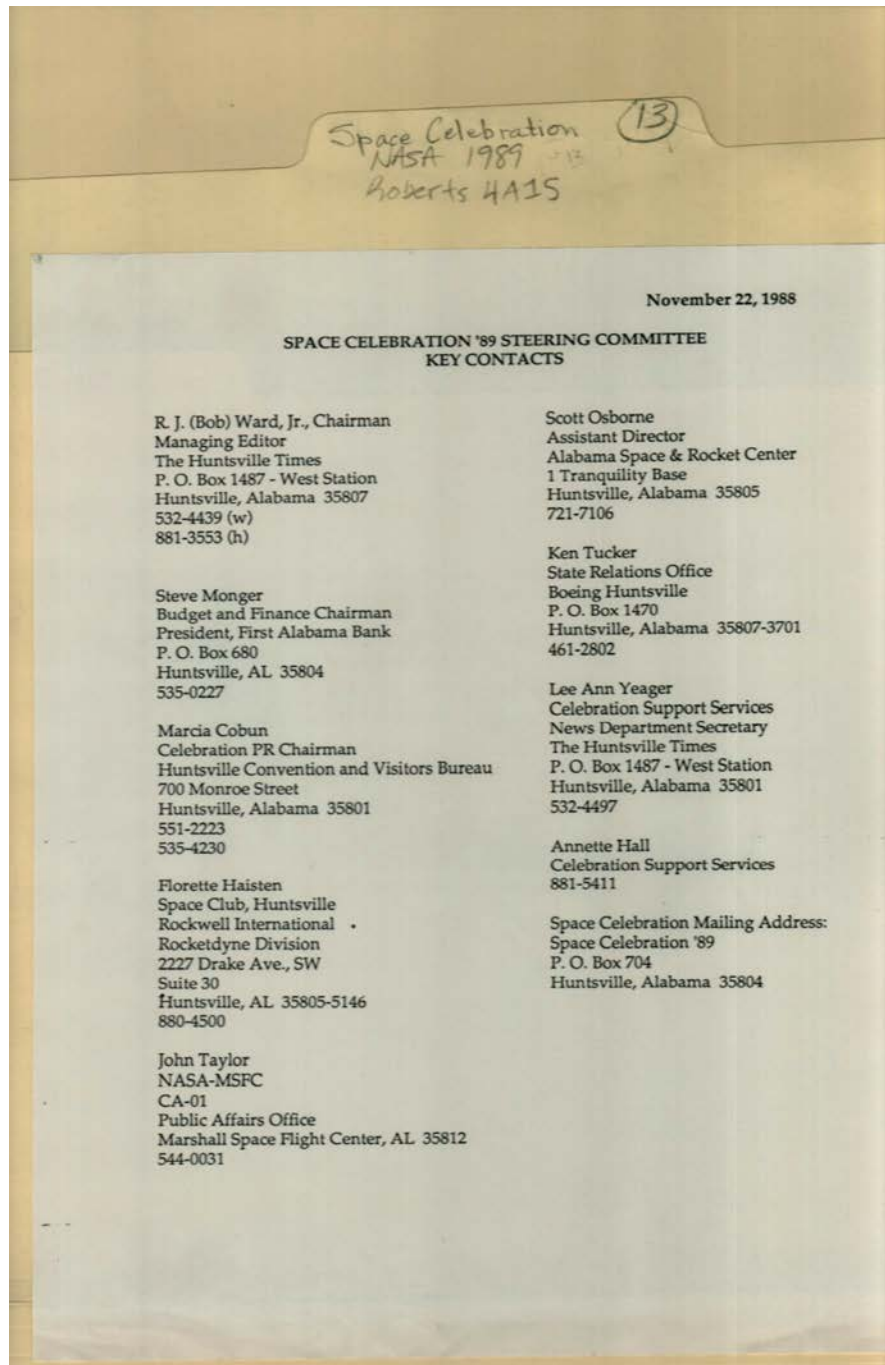 Space Celebration (13)
NASA 1989
Roberts 4A15
November 22, 1988
SPACE CELEBRATION '89 STEERING COMMITTEE
KEY CONTACTS
R. J. (Bob) Ward, Jr., Chairman
Managing Editor
The Huntsville Times
P. O. Box 1487 - West Station
Huntsville, Alabama 35807
532-4439 (w)
881-3553 (h)
Steve Monger
Budget and Finance Chairman
President, First Alabama Bank
P. O. Box 680
Huntsville, AL 35804
535-0227
Marcia Cobun
Celebration PR Chairman
Huntsville Convention and Visitors Bureau
700 Monroe Street
Huntsville, Alabama 35801
551-2223
535-4230
Florette Haisten
Space Club, Huntsville
Rockwell International
Rocketdyne Division
2227 Drake Ave., SW
Suite 30
Huntsville, AL 35805-5146
880-4500
John Taylor
NASA-MSFC
CA-01
Public Affairs Office
Marshall Space Flight Center, AL 35812
544-0031
Scott Osborne
Assistant Director
Alabama Space & Rocket Center
1 Tranquility Base
Huntsville, Alabama 35805
721-7106
Ken Tucker
State Relations Office
Boeing Huntsville
P. O. Box 1470
Huntsville, Alabama 35807-3701
461-2802
Lee Ann Yeager
Celebration Support Services
News Department Secretary
The Huntsville Times
P. O. Box 1487 - West Station
Huntsville, Alabama 35801
532-4497
Annette Hall
Celebration Support Services
881-5411
Space Celebration Mailing Address:
Space Celebration '89
P. O. Box 704
Huntsville, Alabama 35804